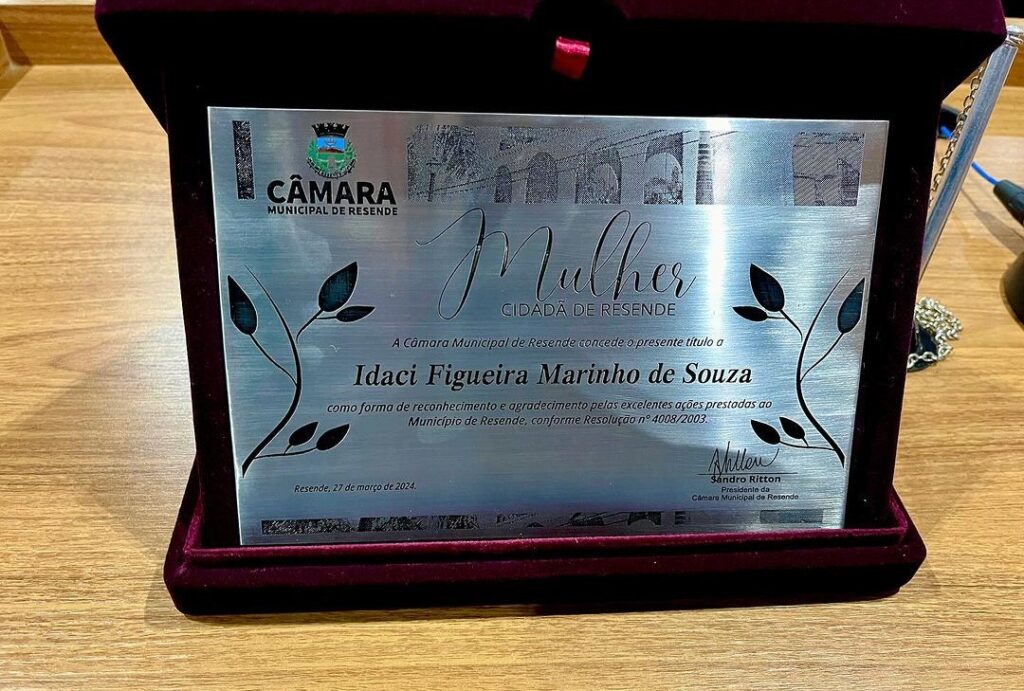 CÂMARA
MUNICIPAL DE RESENDE
Mulher
CIDADÃ DE RESENDE
A Câmara Municipal de Resende concede o presente título a
Idaci Figueira Marinho de Souza
como forma de reconhecimento e agradecimento pelas excelentes ações prestadas ao
Município de Resende, conforme Resolução nº 4008/2003.
Resende, 27 de março de 2024.
Sandro Ritton
Presidente da
Câmara Municipal de Resende